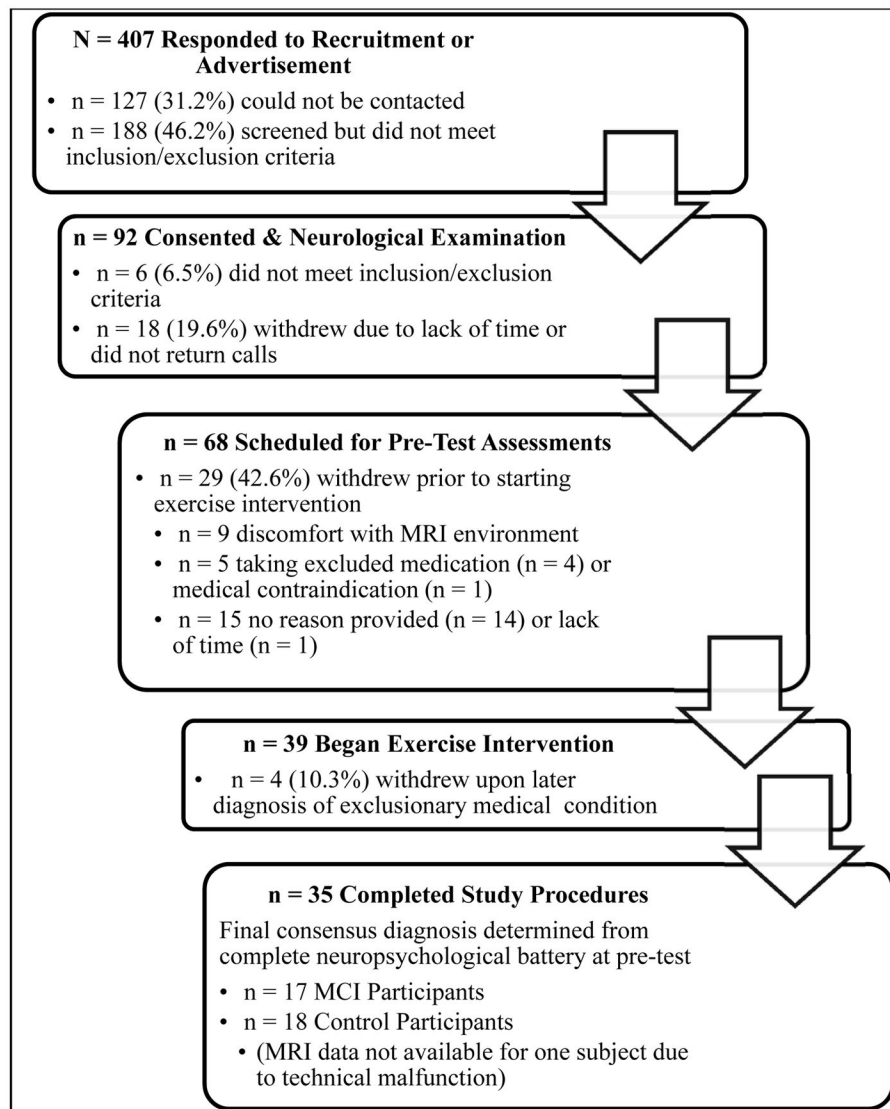 N = 407 Responded to Recruitment or
Advertisement
• n = 127 (31.2%) could not be contacted
• n = 188 (46.2%) screened but did not meet
inclusion/exclusion criteria
n = 92 Consented & Neurological Examination
• n = 6 (6.5%) did not meet inclusion/exclusion
criteria
• n = 18 (19.6%) withdrew due to lack of time or
did not return calls
n = 68 Scheduled for Pre-Test Assessments
• n = 29 (42.6%) withdrew prior to starting
exercise intervention
• n = 9 discomfort with MRI environment
• n = 5 taking excluded medication (n = 4) or
medical contraindication (n = 1)
• n = 15 no reason provided (n = 14) or lack
of time (n = 1)
n = 39 Began Exercise Intervention
• n = 4 (10.3%) withdrew upon later
diagnosis of exclusionary medical condition
n = 35 Completed Study Procedures
Final consensus diagnosis determined from
complete neuropsychological battery at pre-test
• n = 17 MCI Participants
• n = 18 Control Participants
• (MRI data not available for one subject due
to technical malfunction)